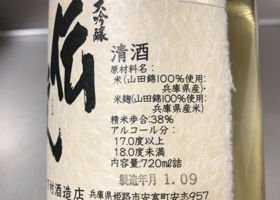 大吟醸
伝
清酒
原材料名：
米(山田錦100%使用:
兵庫県産)・
米麹(山田錦100%使用:
兵庫県産)
精米歩合:38%
アルコール分：
17.0度以上
18.0度未満
内容量:720ml詰
製造年月 1.09
村酒造店
兵庫県姫路市安富町安志957